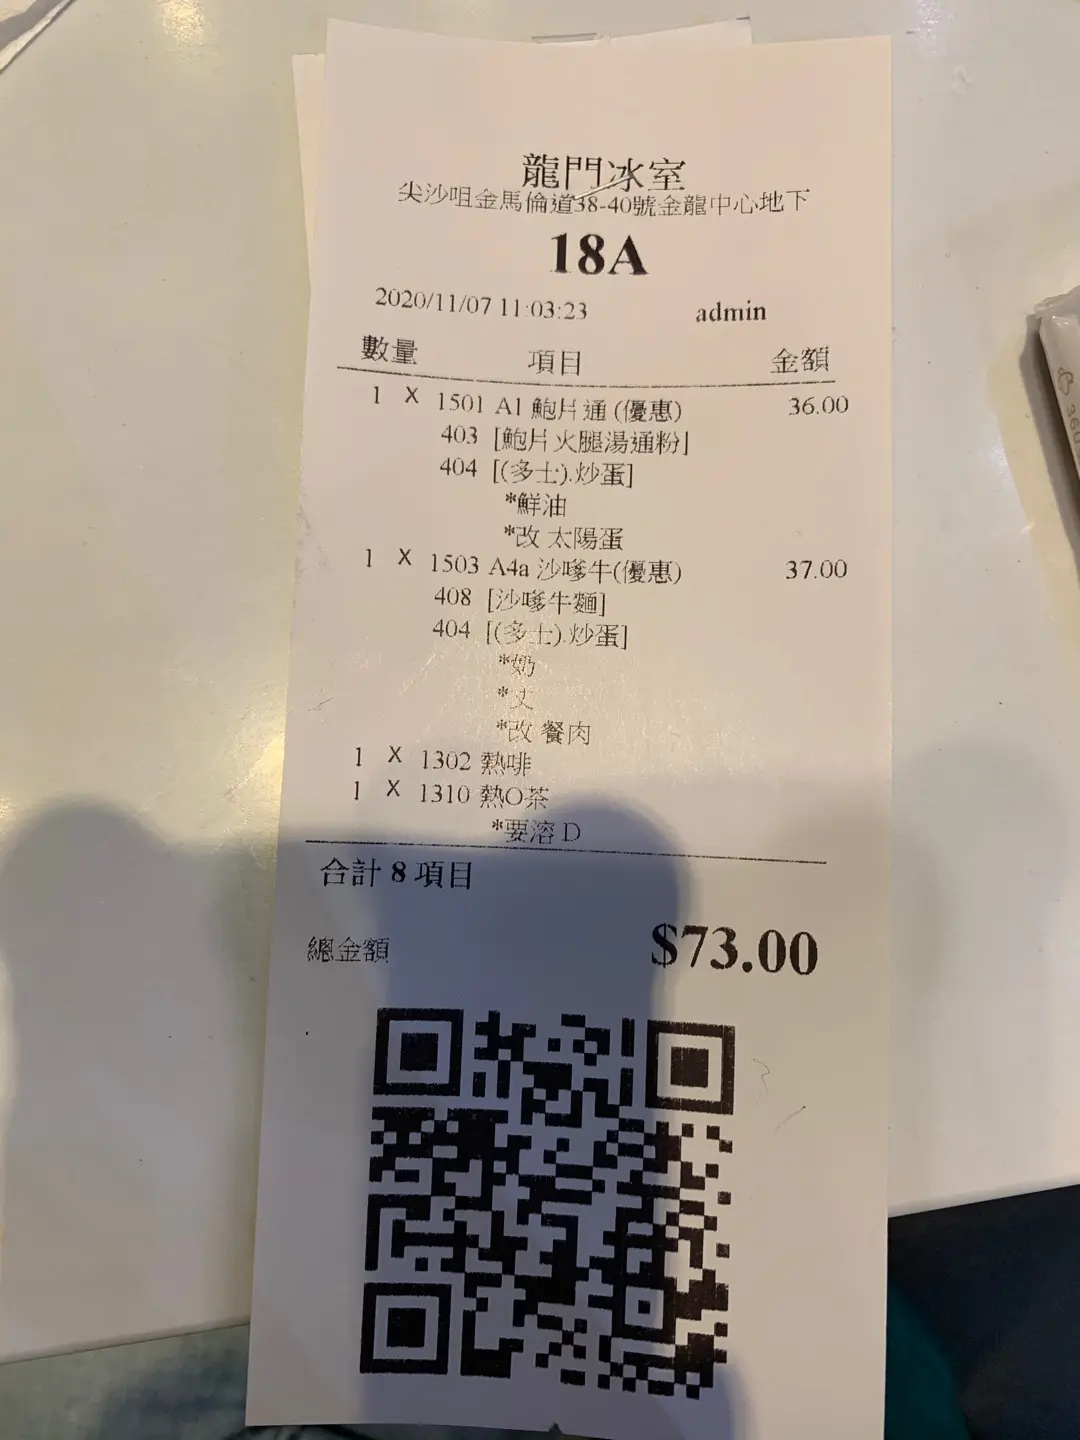 龍門冰室
尖沙咀金馬倫道38-40號金龍中心地下
18A
2020/11/07 11:03:23 admin
數量 項目 金額
1 X 1501 A1 鮑片通 (優惠) 36.00
403 [鮑片火腿湯通粉]
404 [(多士).炒蛋]
*鮮油
*改 太陽蛋
1 X 1503 A4a 沙嗲牛(優惠) 37.00
408 [沙嗲牛麵]
404 [(多士).炒蛋]
*奶
*丈
*改 餐肉
1 X 1302 熱啡
1 X 1310 熱O茶
*要溶 D
合計 8 項目
總金額 $73.00